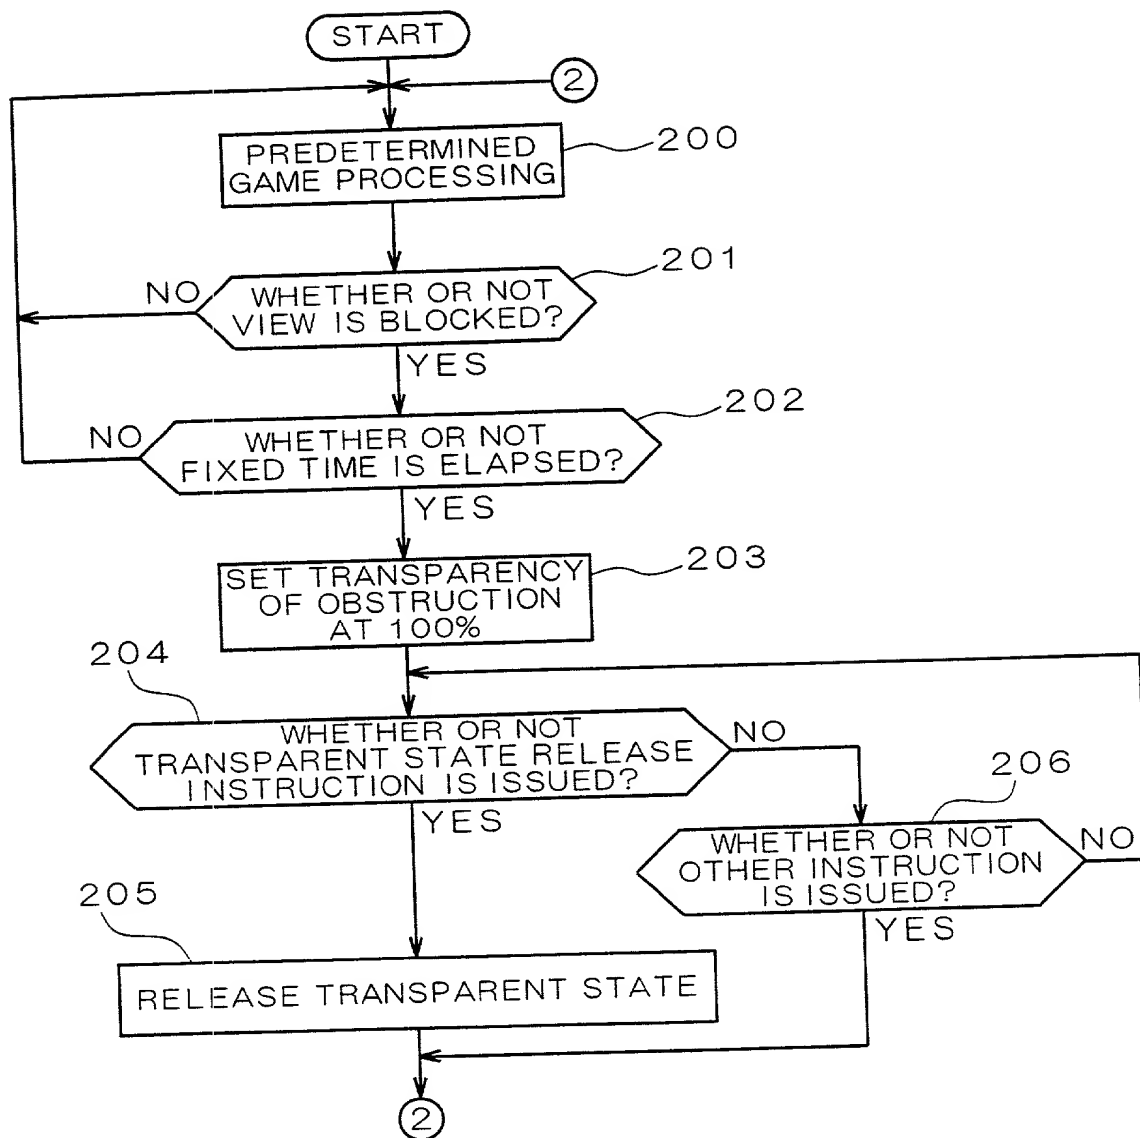 START
2
PREDETERMINED
GAME PROCESSING
200
WHETHER OR NOT
VIEW IS BLOCKED?
201
NO
YES
WHETHER OR NOT
FIXED TIME IS ELAPSED?
202
NO
YES
SET TRANSPARENCY
OF OBSTRUCTION
AT 100%
203
204
WHETHER OR NOT
TRANSPARENT STATE RELEASE
INSTRUCTION IS ISSUED?
NO
YES
206
WHETHER OR NOT
OTHER INSTRUCTION
IS ISSUED?
NO
YES
205
RELEASE TRANSPARENT STATE
2